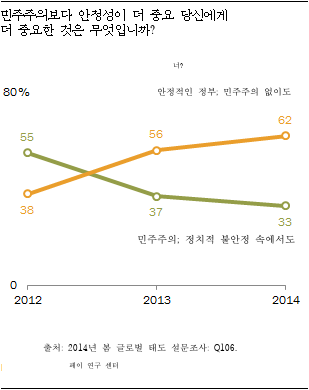 민주주의보다 안정성이 더 중요 당신에게
더 중요한 것은 무엇입니까?
너?
80%
안정적인 정부; 민주주의 없이도
55
56
62
38
37
33
민주주의; 정치적 불안정 속에서도
0
2012
2013
2014
출처: 2014년 봄 글로벌 태도 설문조사: Q106.
페이 연구 센터